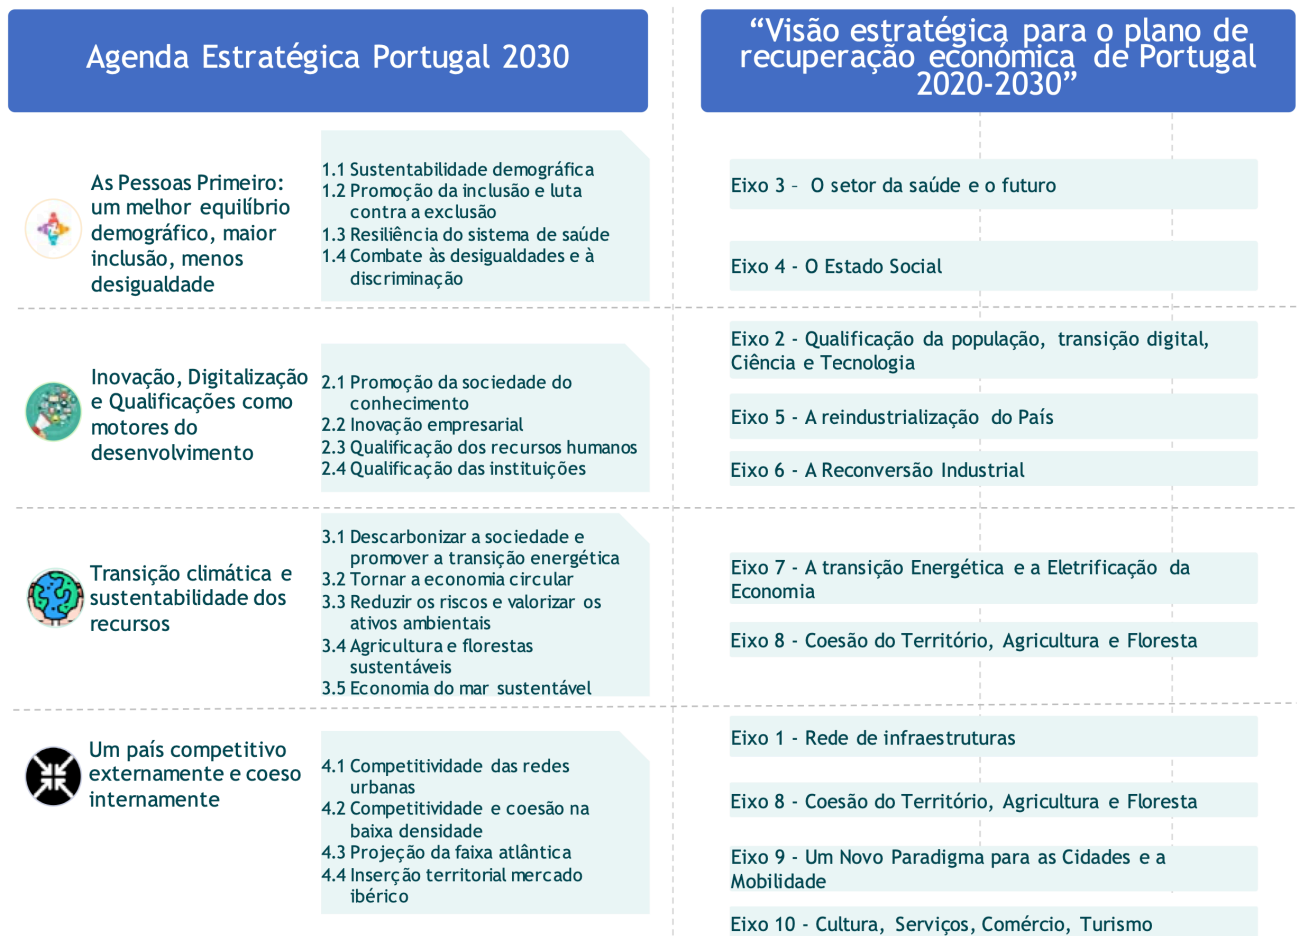 Agenda Estratégica Portugal 2030
“Visão estratégica para o plano de
recuperação económica de Portugal
2020-2030”
As Pessoas Primeiro:
um melhor equilíbrio
demográfico, maior
inclusão, menos
desigualdade
1.1 Sustentabilidade demográfica
1.2 Promoção da inclusão e luta
contra a exclusão
1.3 Resiliência do sistema de saúde
1.4 Combate às desigualdades e à
discriminação
Eixo 3 - O setor da saúde e o futuro
Eixo 4 - O Estado Social
Inovação, Digitalização
e Qualificações como
motores do
desenvolvimento
2.1 Promoção da sociedade do
conhecimento
2.2 Inovação empresarial
2.3 Qualificação dos recursos humanos
2.4 Qualificação das instituições
Eixo 2 - Qualificação da população, transição digital,
Ciência e Tecnologia
Eixo 5 - A reindustrialização do País
Eixo 6 - A Reconversão Industrial
Transição climática e
sustentabilidade dos
recursos
3.1 Descarbonizar a sociedade e
promover a transição energética
3.2 Tornar a economia circular
3.3 Reduzir os riscos e valorizar os
ativos ambientais
3.4 Agricultura e florestas
sustentáveis
3.5 Economia do mar sustentável
Eixo 7 - A transição Energética e a Eletrificação da
Economia
Eixo 8 - Coesão do Território, Agricultura e Floresta
Um país competitivo
externamente e coeso
internamente
4.1 Competitividade das redes
urbanas
4.2 Competitividade e coesão na
baixa densidade
4.3 Projeção da faixa atlântica
4.4 Inserção territorial mercado
ibérico
Eixo 1 - Rede de infraestruturas
Eixo 8 - Coesão do Território, Agricultura e Floresta
Eixo 9 - Um Novo Paradigma para as Cidades e a
Mobilidade
Eixo 10 - Cultura, Serviços, Comércio, Turismo